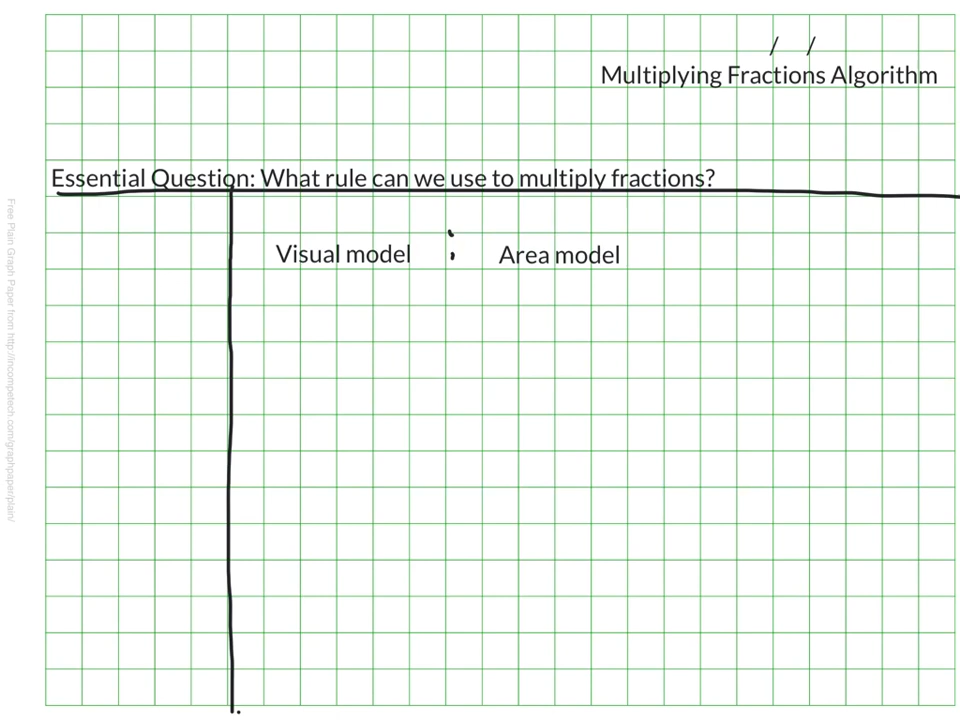 / /
Multiplying Fractions Algorithm
Essential Question: What rule can we use to multiply fractions?
Visual model : Area model
Free Plain Graph Paper from http://incompetech.com/graphpaper/plain/